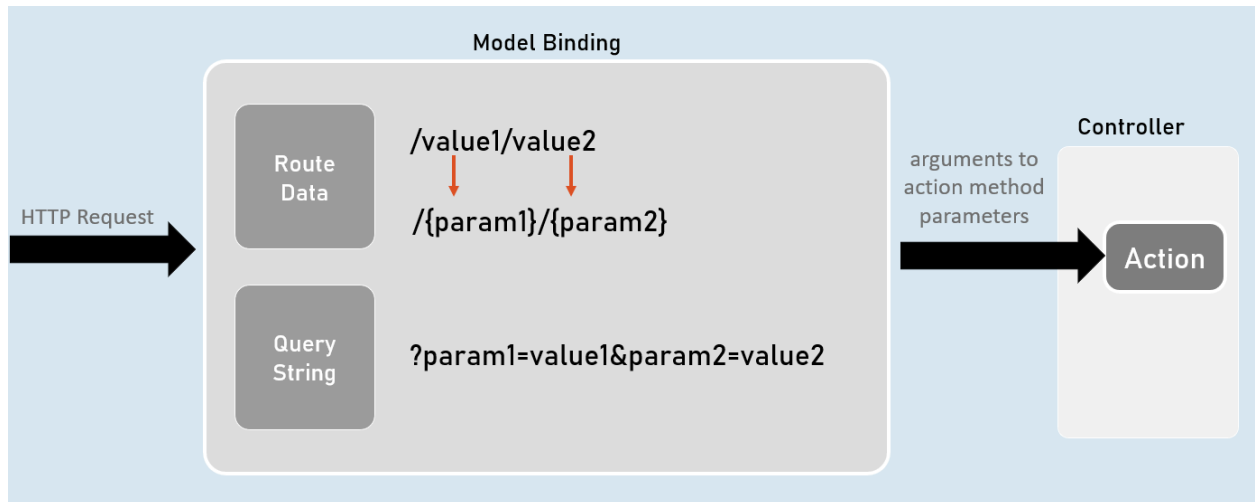 Model Binding
HTTP Request
Route
Data
/value1/value2
/{param1}/{param2}
Query
String
?param1=value1&param2=value2
arguments to
action method
parameters
Controller
Action